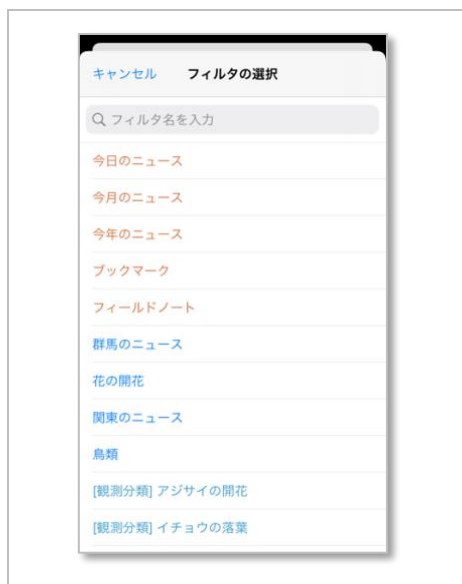 キャンセル フィルタの選択
フィルタ名を入力
今日のニュース
今月のニュース
今年のニュース
ブックマーク
フィールドノート
群馬のニュース
花の開花
関東のニュース
鳥類
[観測分類] アジサイの開花
[観測分類] イチョウの落葉